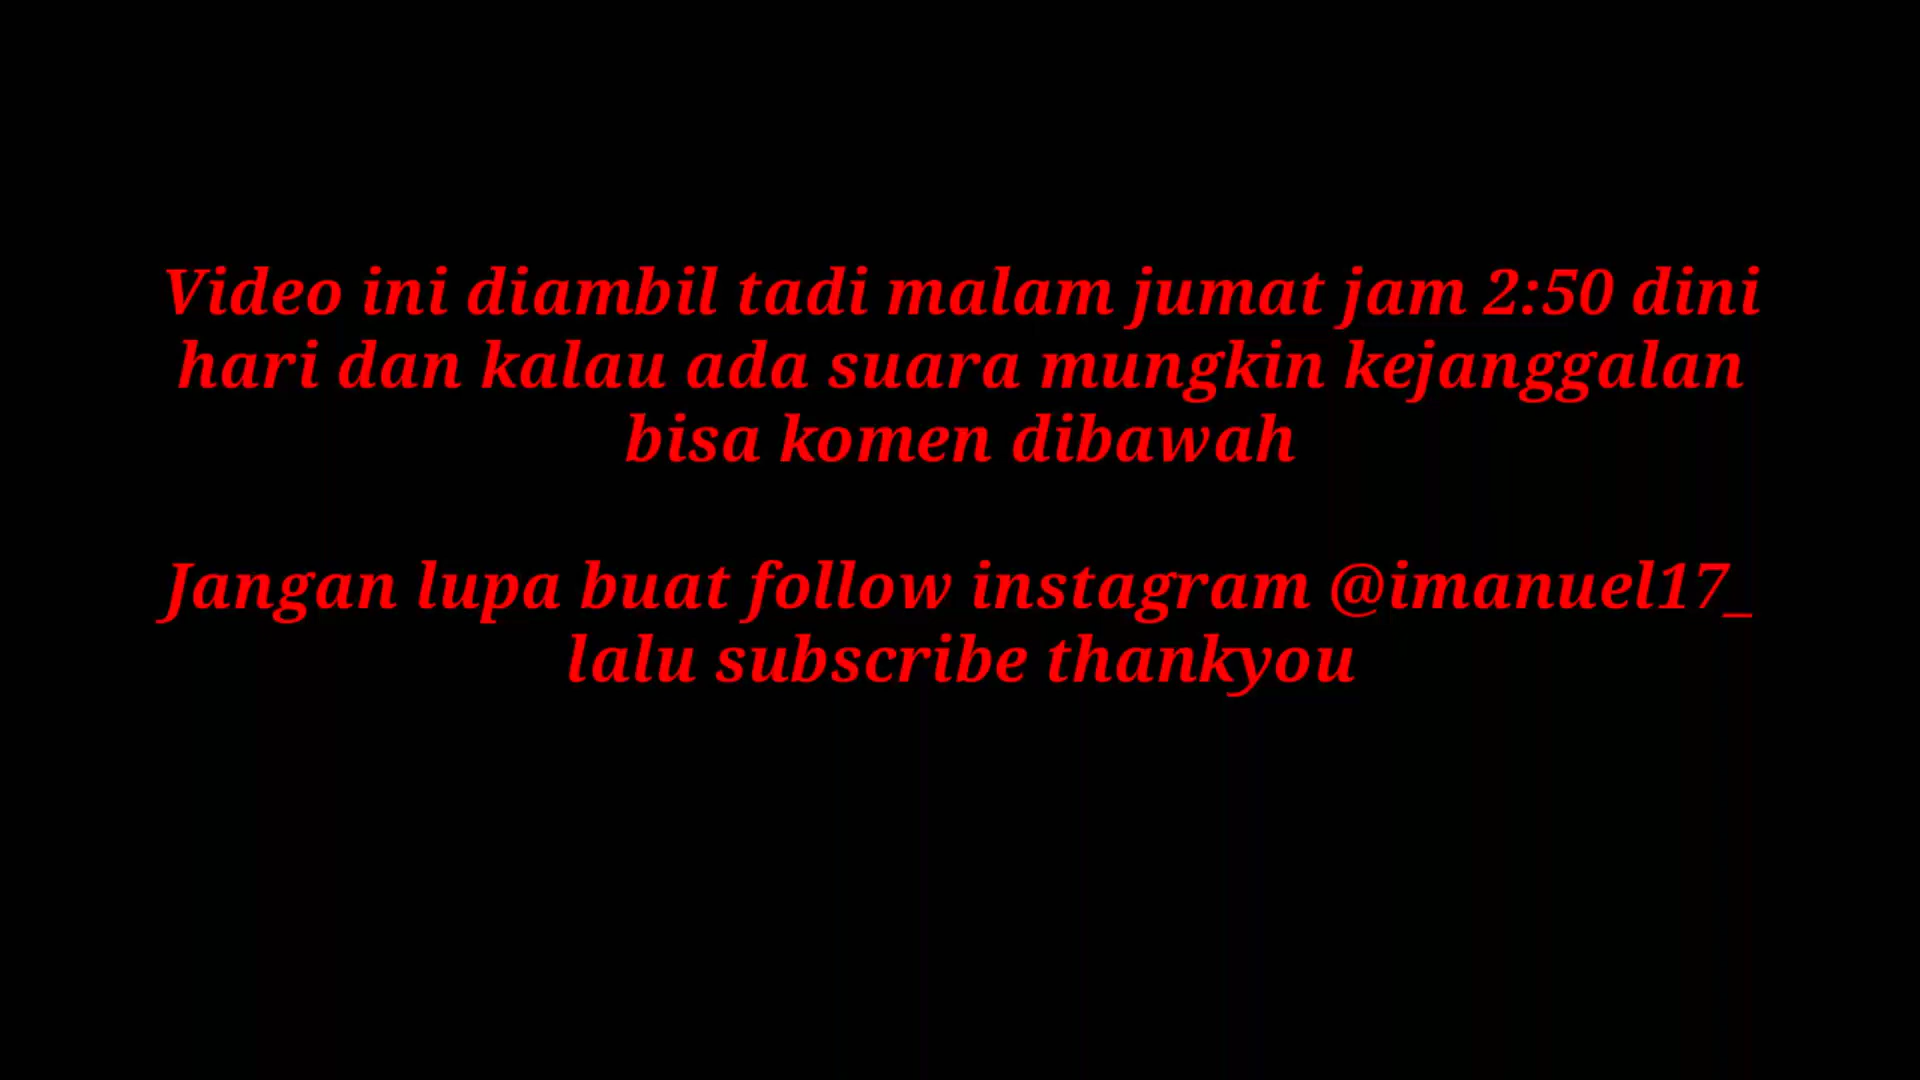 Video ini diambil tadi malam jumat jam 2:50 dini
hari dan kalau ada suara mungkin kejanggalan
bisa komen dibawah
Jangan lupa buat follow instagram @imanuel17_
lalu subscribe thankyou